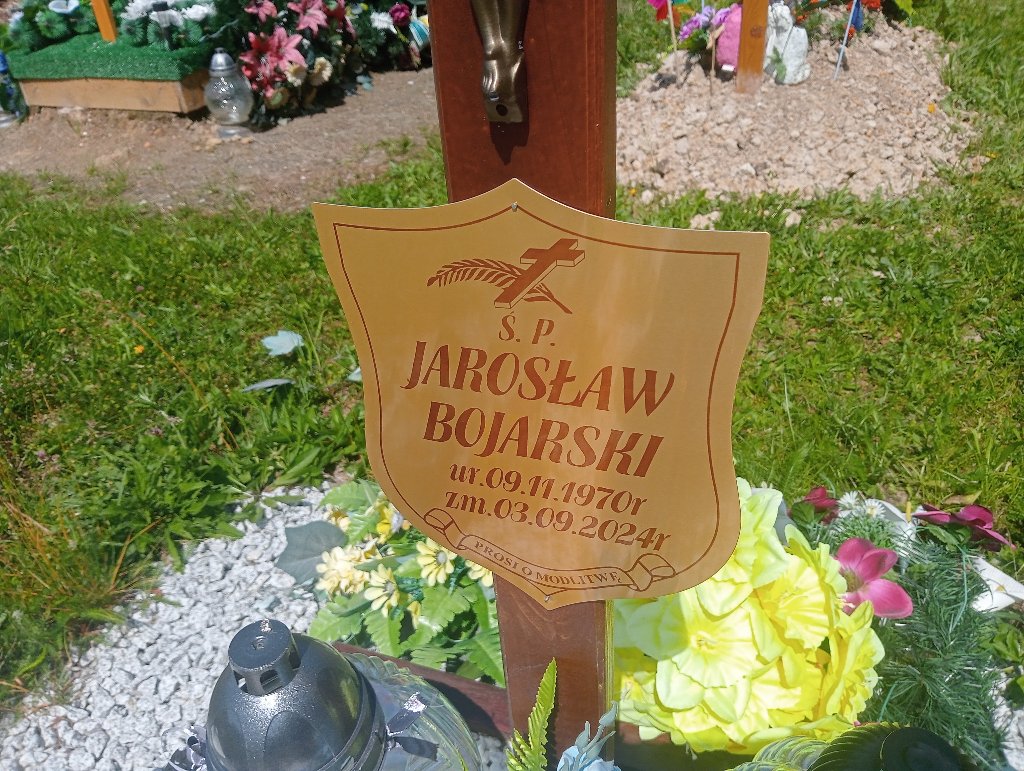 Ś. P.
JAROSŁAW
BOJARSKI
ur.09.11.1970r
zm.03.09.2024r
PROSI O MODLITWĘ